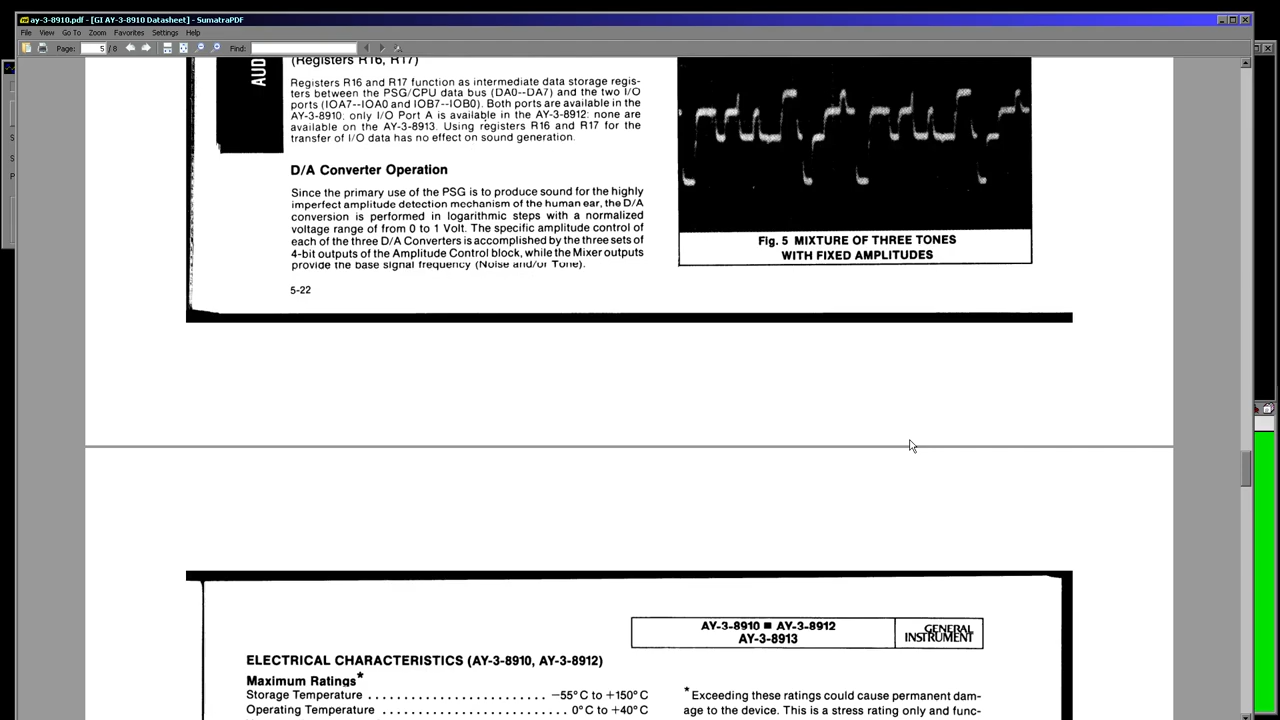 ay-3-8910.pdf - [GI AY-3-8910 Datasheet] - SumatraPDF
File View Go To Zoom Favorites Settings Help
Page: 5 / 8 Find:
AUD
(Registers R16, R17)
Registers R16 and R17 function as intermediate data storage regis-
ters between the PSG/CPU data bus (DA0--DA7) and the two I/O
ports (IOA7--IOA0 and IOB7--IOB0). Both ports are available in the
AY-3-8910; only I/O Port A is available in the AY-3-8912; none are
available on the AY-3-8913. Using registers R16 and R17 for the
transfer of I/O data has no effect on sound generation.
D/A Converter Operation
Since the primary use of the PSG is to produce sound for the highly
imperfect amplitude detection mechanism of the human ear, the D/A
conversion is performed in logarithmic steps with a normalized
voltage range of from 0 to 1 Volt. The specific amplitude control of
each of the three D/A Converters is accomplished by the three sets of
4-bit outputs of the Amplitude Control block, while the Mixer outputs
provide the base signal frequency (Noise and/or Tone).
5-22
Fig. 5 MIXTURE OF THREE TONES
WITH FIXED AMPLITUDES
AY-3-8910 ■ AY-3-8912
AY-3-8913
GENERAL
INSTRUMENT
ELECTRICAL CHARACTERISTICS (AY-3-8910, AY-3-8912)
Maximum Ratings*
Storage Temperature . . . . . . . . . . . . . . . . . . . . . . . . . −55°C to +150°C
Operating Temperature . . . . . . . . . . . . . . . . . . . . . . . . . . 0°C to +40°C
*Exceeding these ratings could cause permanent dam-
age to the device. This is a stress rating only and func-